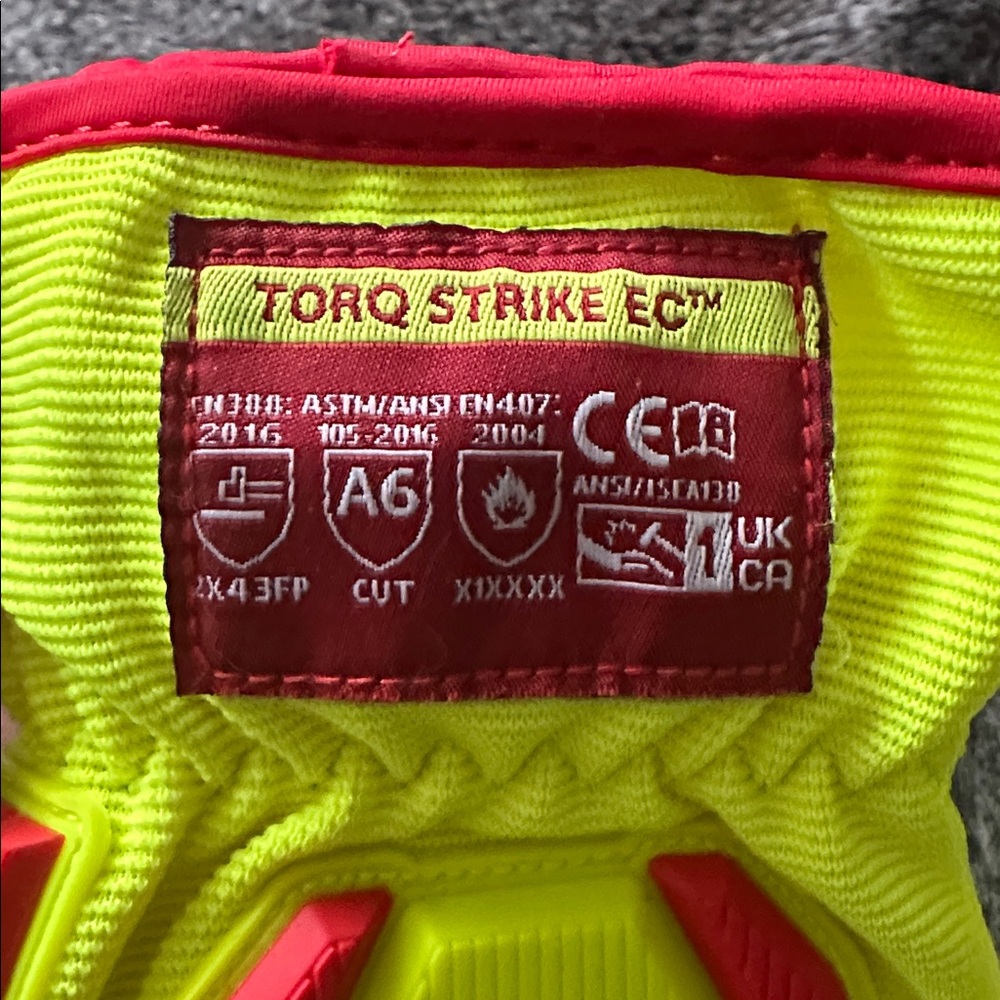 TORQ STRIKE EC™
EN388: ASTM/ANSI EN407:
2016 105-2016 2004
CE
A6
ANSI/ISEA138
1
UK
CA
2X43FP CUT X1XXXX